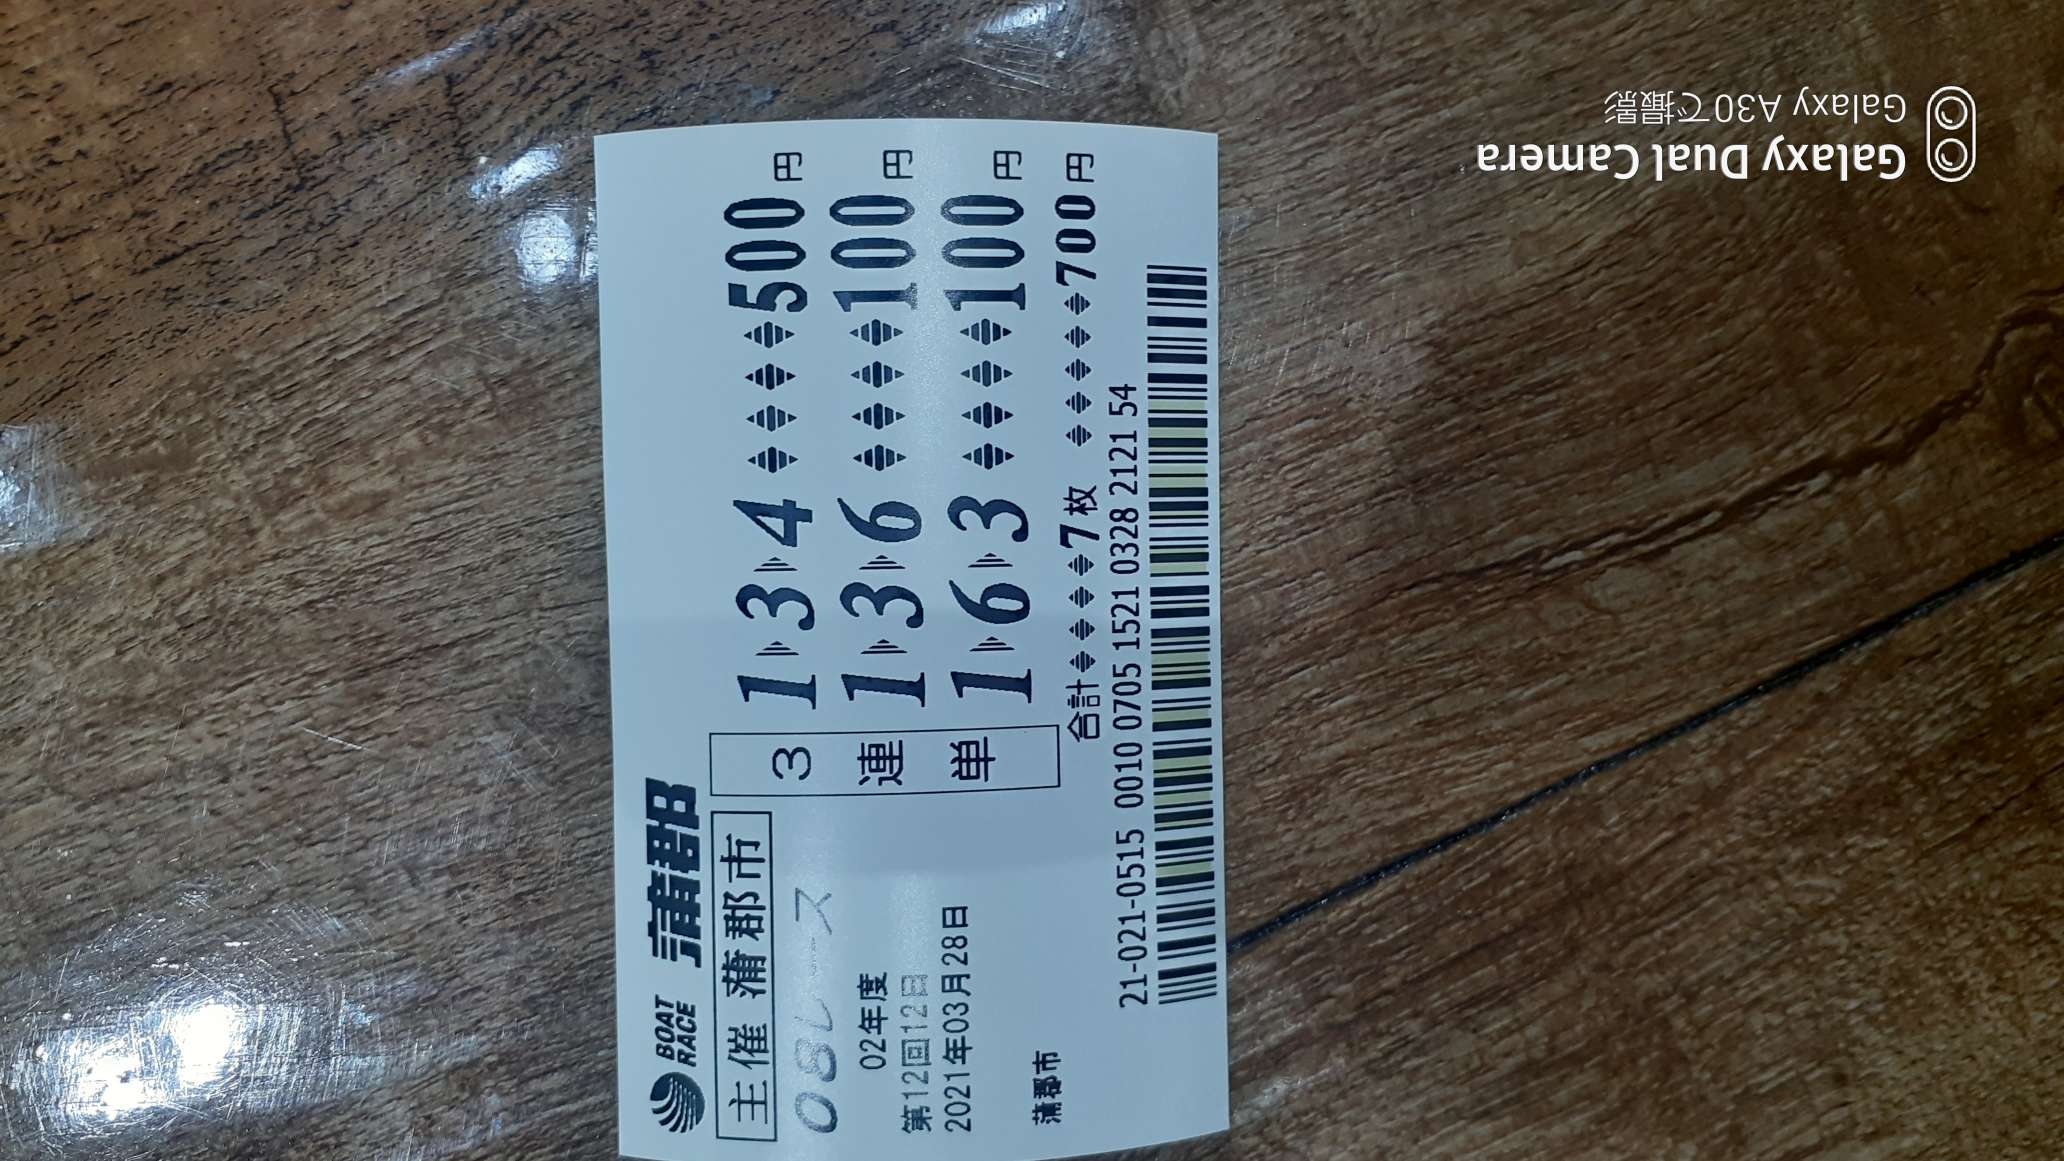 BOAT RACE 蒲郡
主催 蒲郡市
08レース
02年度
第12回12日
2021年03月28日
蒲郡市
3連単
1▶3▶4 ◆◆◆◆500円
1▶3▶6 ◆◆◆◆100円
1▶6▶3 ◆◆◆◆100円
合計◆◆◆◆7枚 ◆◆◆◆◆700円
21-021-0515 0010 0705 1521 0328 2121 54
Galaxy Dual Camera
Galaxy A30で撮影